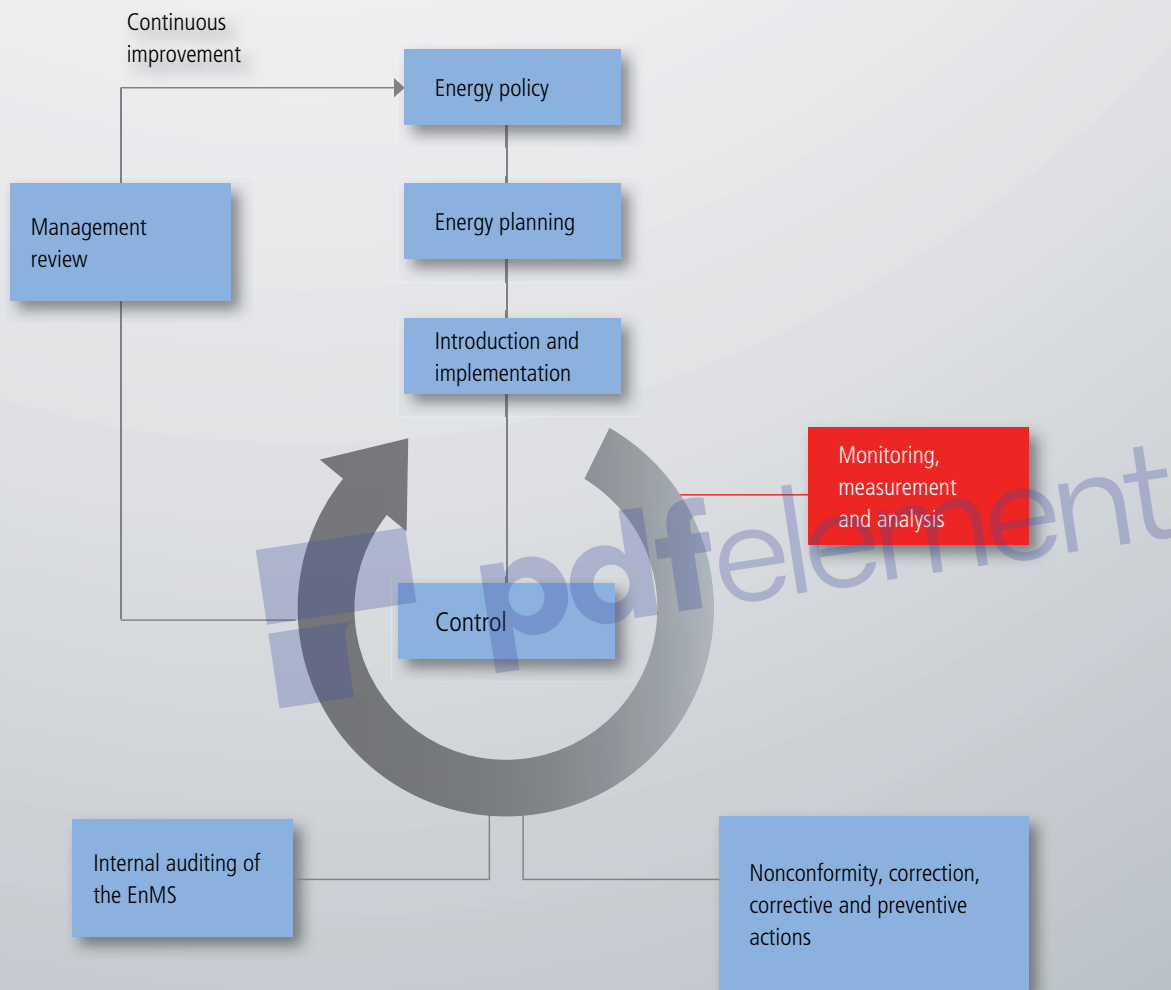 Continuous
improvement
Energy policy
Management
review
Energy planning
Introduction and
implementation
Monitoring,
measurement
and analysis
pdfelement
Control
Internal auditing of
the EnMS
Nonconformity, correction,
corrective and preventive
actions